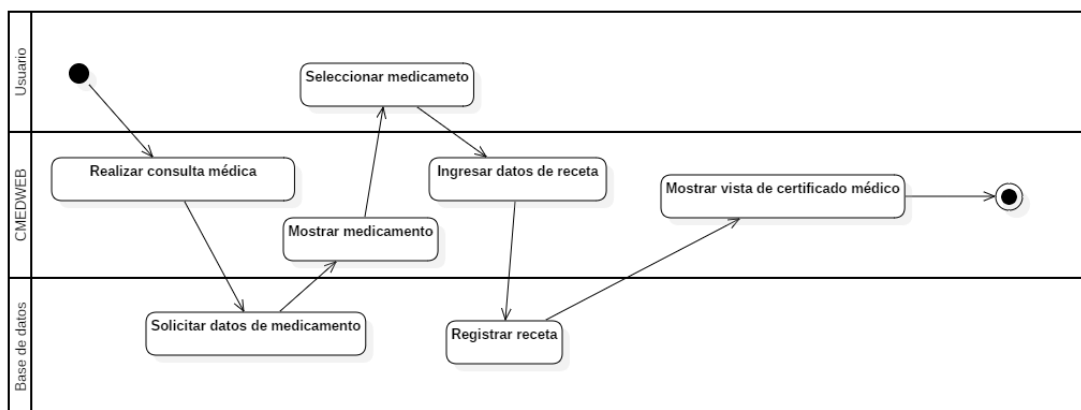 Usuario
Seleccionar medicameto
CMEDWEB
Realizar consulta médica
Ingresar datos de receta
Mostrar vista de certificado médico
Mostrar medicamento
Base de datos
Solicitar datos de medicamento
Registrar receta